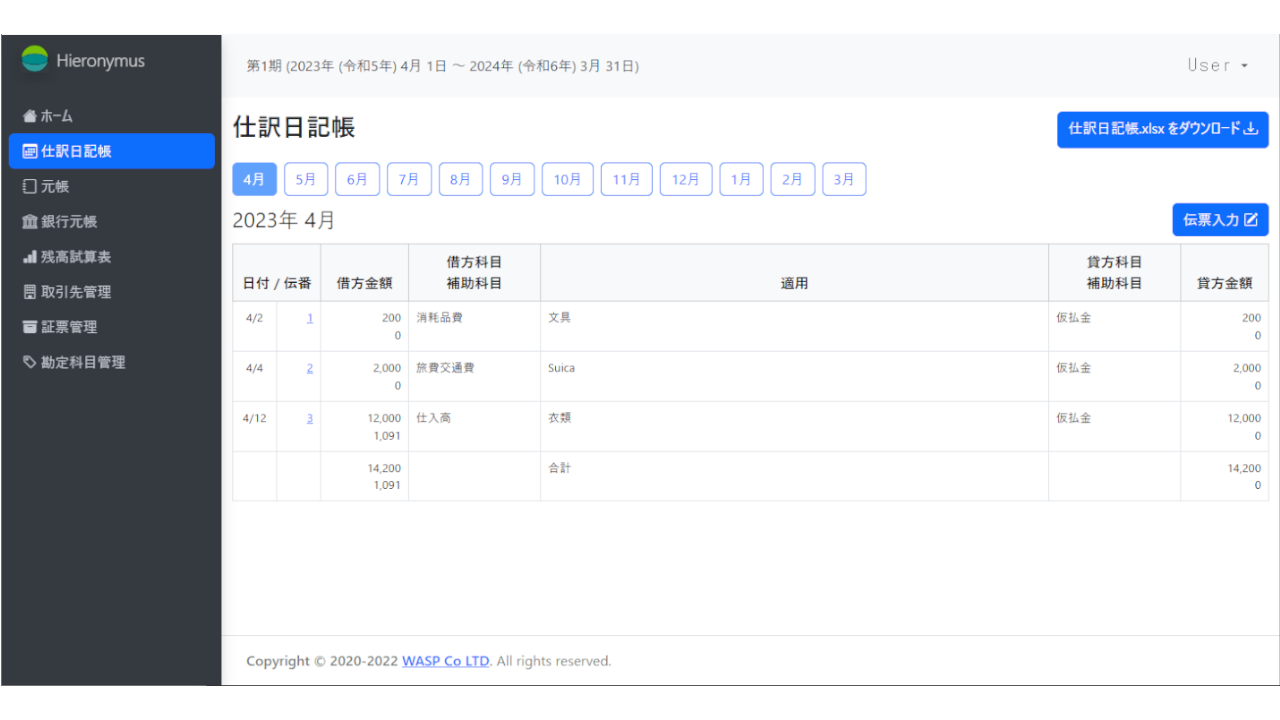 Hieronymus
第1期 (2023年 (令和5年) 4月 1日 ～ 2024年 (令和6年) 3月 31日)
User
ホーム
仕訳日記帳
元帳
銀行元帳
残高試算表
取引先管理
証票管理
勘定科目管理
仕訳日記帳
仕訳日記帳.xlsx をダウンロード
4月 5月 6月 7月 8月 9月 10月 11月 12月 1月 2月 3月
2023年 4月
伝票入力
借方科目 貸方科目
日付 / 伝番 借方金額 補助科目 適用 補助科目 貸方金額
4/2 1 200 消耗品費 文具 仮払金 200
0 0
4/4 2 2,000 旅費交通費 Suica 仮払金 2,000
0 0
4/12 3 12,000 仕入高 衣類 仮払金 12,000
1,091 0
14,200 合計 14,200
1,091 0
Copyright © 2020-2022 WASP Co LTD. All rights reserved.